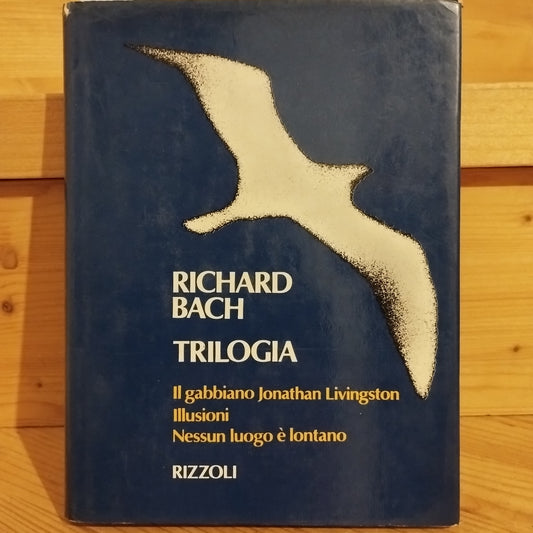 RICHARD
BACH
TRILOGIA
Il gabbiano Jonathan Livingston
Illusioni
Nessun luogo è lontano
RIZZOLI